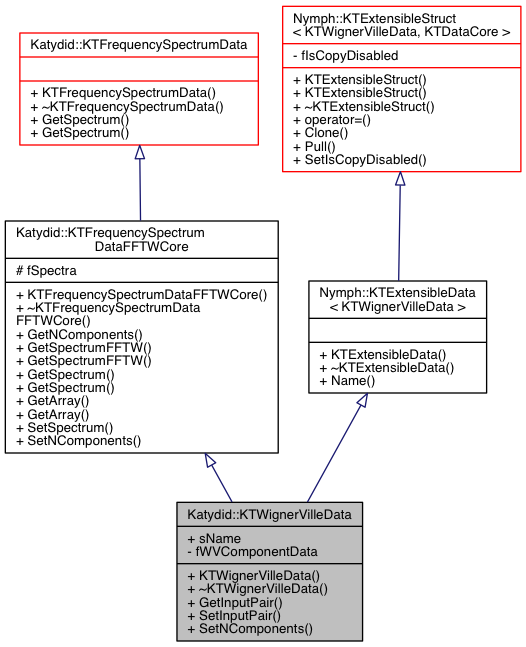 Katydid::KTFrequencySpectrumData
+ KTFrequencySpectrumData()
+ ~KTFrequencySpectrumData()
+ GetSpectrum()
+ GetSpectrum()
Nymph::KTExtensibleStruct
< KTWignerVilleData, KTDataCore >
- fIsCopyDisabled
+ KTExtensibleStruct()
+ KTExtensibleStruct()
+ ~KTExtensibleStruct()
+ operator=()
+ Clone()
+ Pull()
+ SetIsCopyDisabled()
Katydid::KTFrequencySpectrum
DataFFTWCore
# fSpectra
+ KTFrequencySpectrumDataFFTWCore()
+ ~KTFrequencySpectrumData
FFTWCore()
+ GetNComponents()
+ GetSpectrumFFTW()
+ GetSpectrumFFTW()
+ GetSpectrum()
+ GetSpectrum()
+ GetArray()
+ GetArray()
+ SetSpectrum()
+ SetNComponents()
Nymph::KTExtensibleData
< KTWignerVilleData >
+ KTExtensibleData()
+ ~KTExtensibleData()
+ Name()
Katydid::KTWignerVilleData
+ sName
- fWVComponentData
+ KTWignerVilleData()
+ ~KTWignerVilleData()
+ GetInputPair()
+ SetInputPair()
+ SetNComponents()